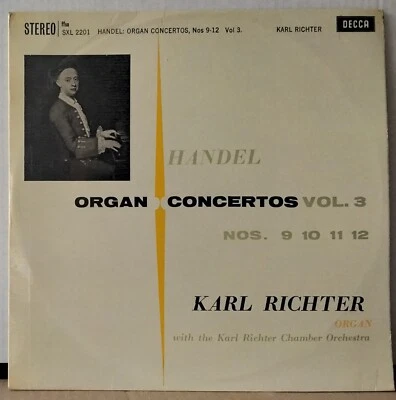 STEREO ffss SXL 2201 HANDEL: ORGAN CONCERTOS, Nos 9-12 Vol 3. KARL RICHTER DECCA
HANDEL
ORGAN CONCERTOS VOL. 3
NOS. 9 10 11 12
KARL RICHTER
ORGAN
with the Karl Richter Chamber Orchestra